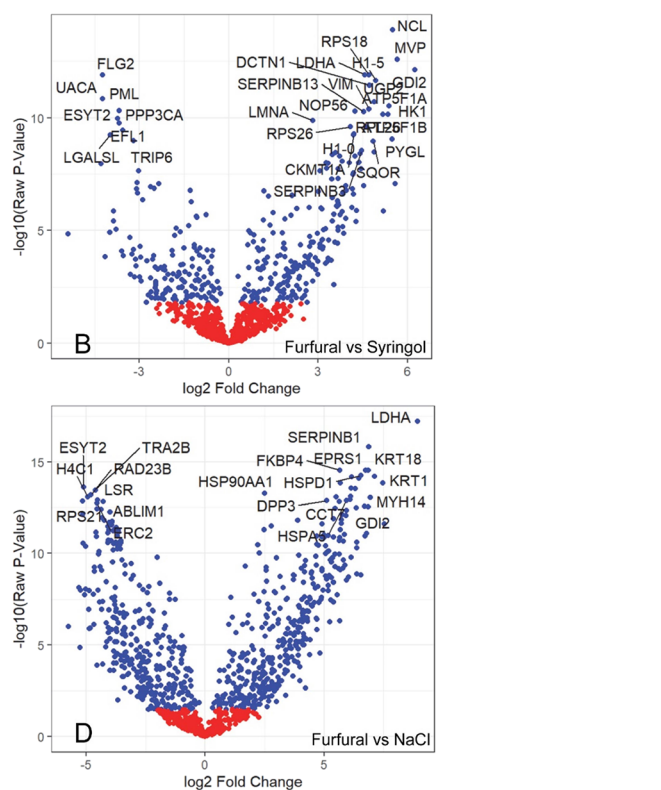 NCL
RPS18
MVP
FLG2
DCTN1 LDHA H1-5
UACA
PML
SERPINB13 VIM UGP2 GDI2
ATP5F1A
ESYT2 PPP3CA
LMNA
NOP56
HK1
EFL1
RPS26
ATP5F1B
LGALSL TRIP6
H1-0
PYGL
CKMT1A SQOR
SERPINB3
10
5
0
-log10(Raw P-Value)
B
Furfural vs Syringol
-3 0 3 6
log2 Fold Change
LDHA
SERPINB1
ESYT2
TRA2B
FKBP4 EPRS1 KRT18
H4C1
RAD23B
HSP90AA1 HSPD1 KRT1
LSR
DPP3
MYH14
RPS21
ABLIM1
CCT7
GDI2
ERC2
HSPA3
15
10
5
0
-log10(Raw P-Value)
D
Furfural vs NaCl
-5 0 5
log2 Fold Change